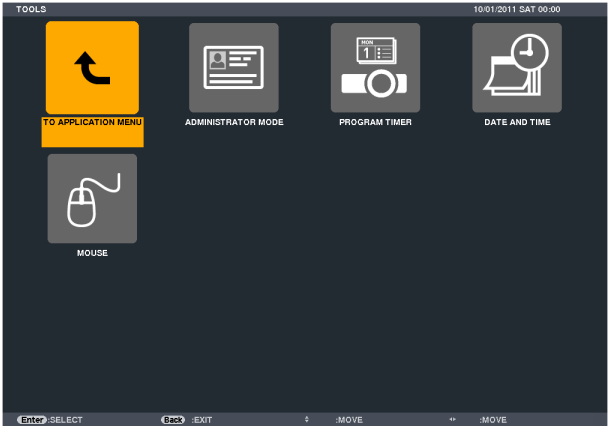 TOOLS 10/01/2011 SAT 00:00
MON
1
TO APPLICATION MENU ADMINISTRATOR MODE PROGRAM TIMER DATE AND TIME
MOUSE
Enter :SELECT Back :EXIT :MOVE :MOVE